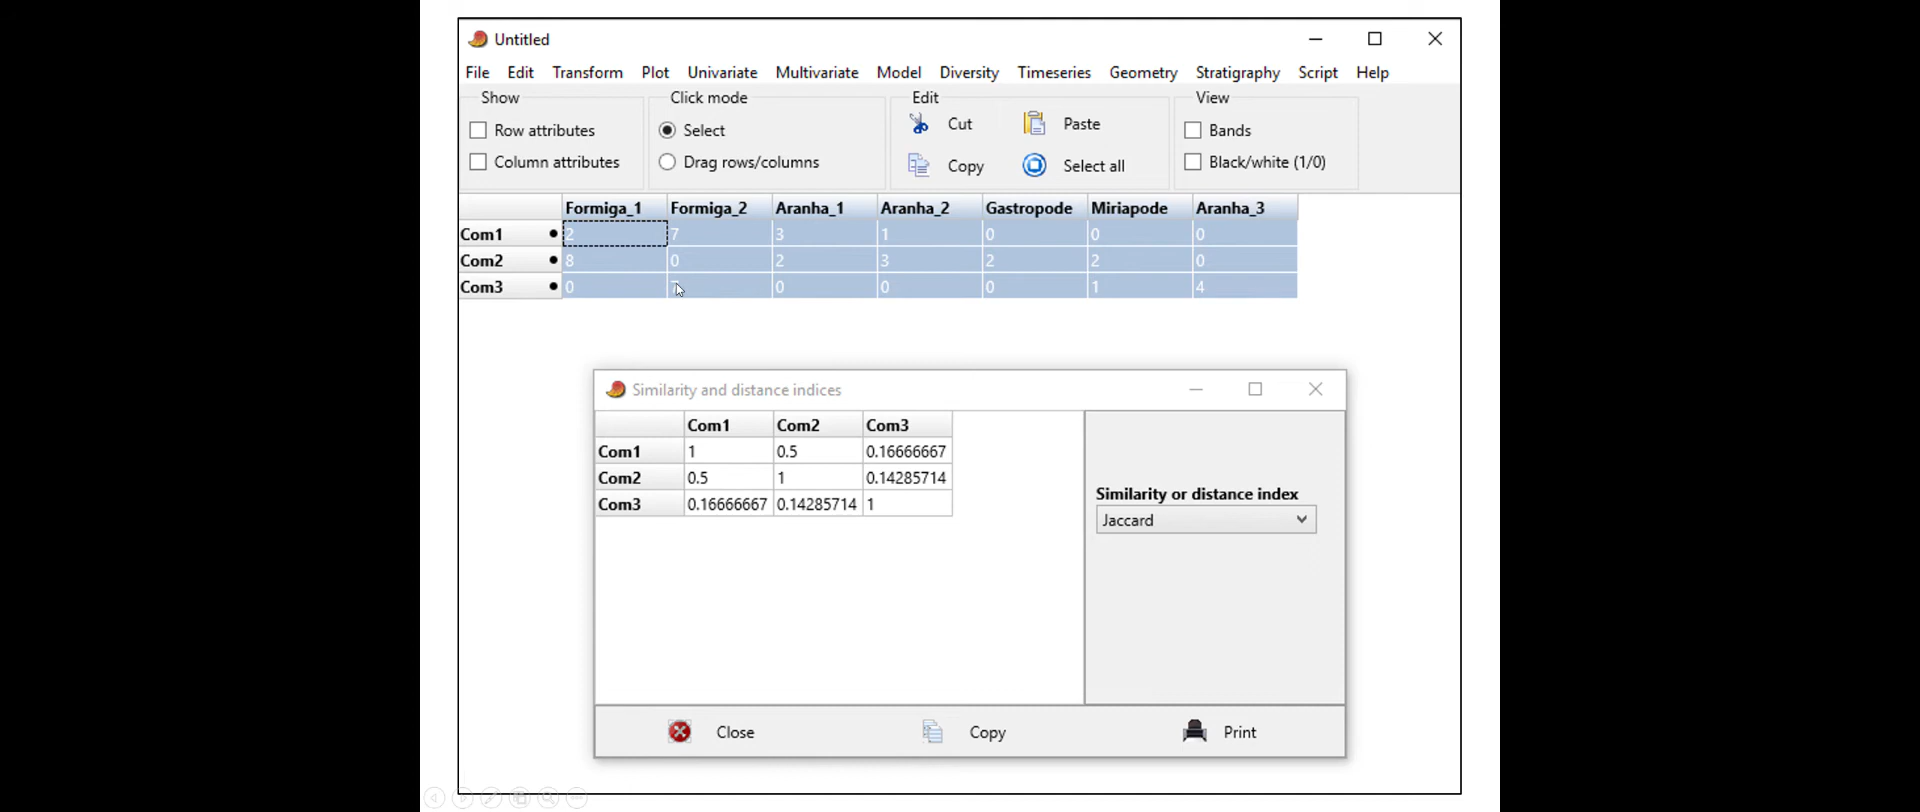 Untitled
File Edit Transform Plot Univariate Multivariate Model Diversity Timeseries Geometry Stratigraphy Script Help
Show Click mode Edit View
Row attributes Select Cut Paste Bands
Column attributes Drag rows/columns Copy Select all Black/white (1/0)
Formiga_1 Formiga_2 Aranha_1 Aranha_2 Gastropode Miriapode Aranha_3
Com1 2 7 3 1 0 0 0
Com2 8 0 2 3 2 2 0
Com3 0 0 0 0 1 4
Similarity and distance indices
Com1 Com2 Com3
Com1 1 0.5 0.16666667
Com2 0.5 1 0.14285714
Com3 0.16666667 0.14285714 1
Similarity or distance index
Jaccard
Close Copy Print